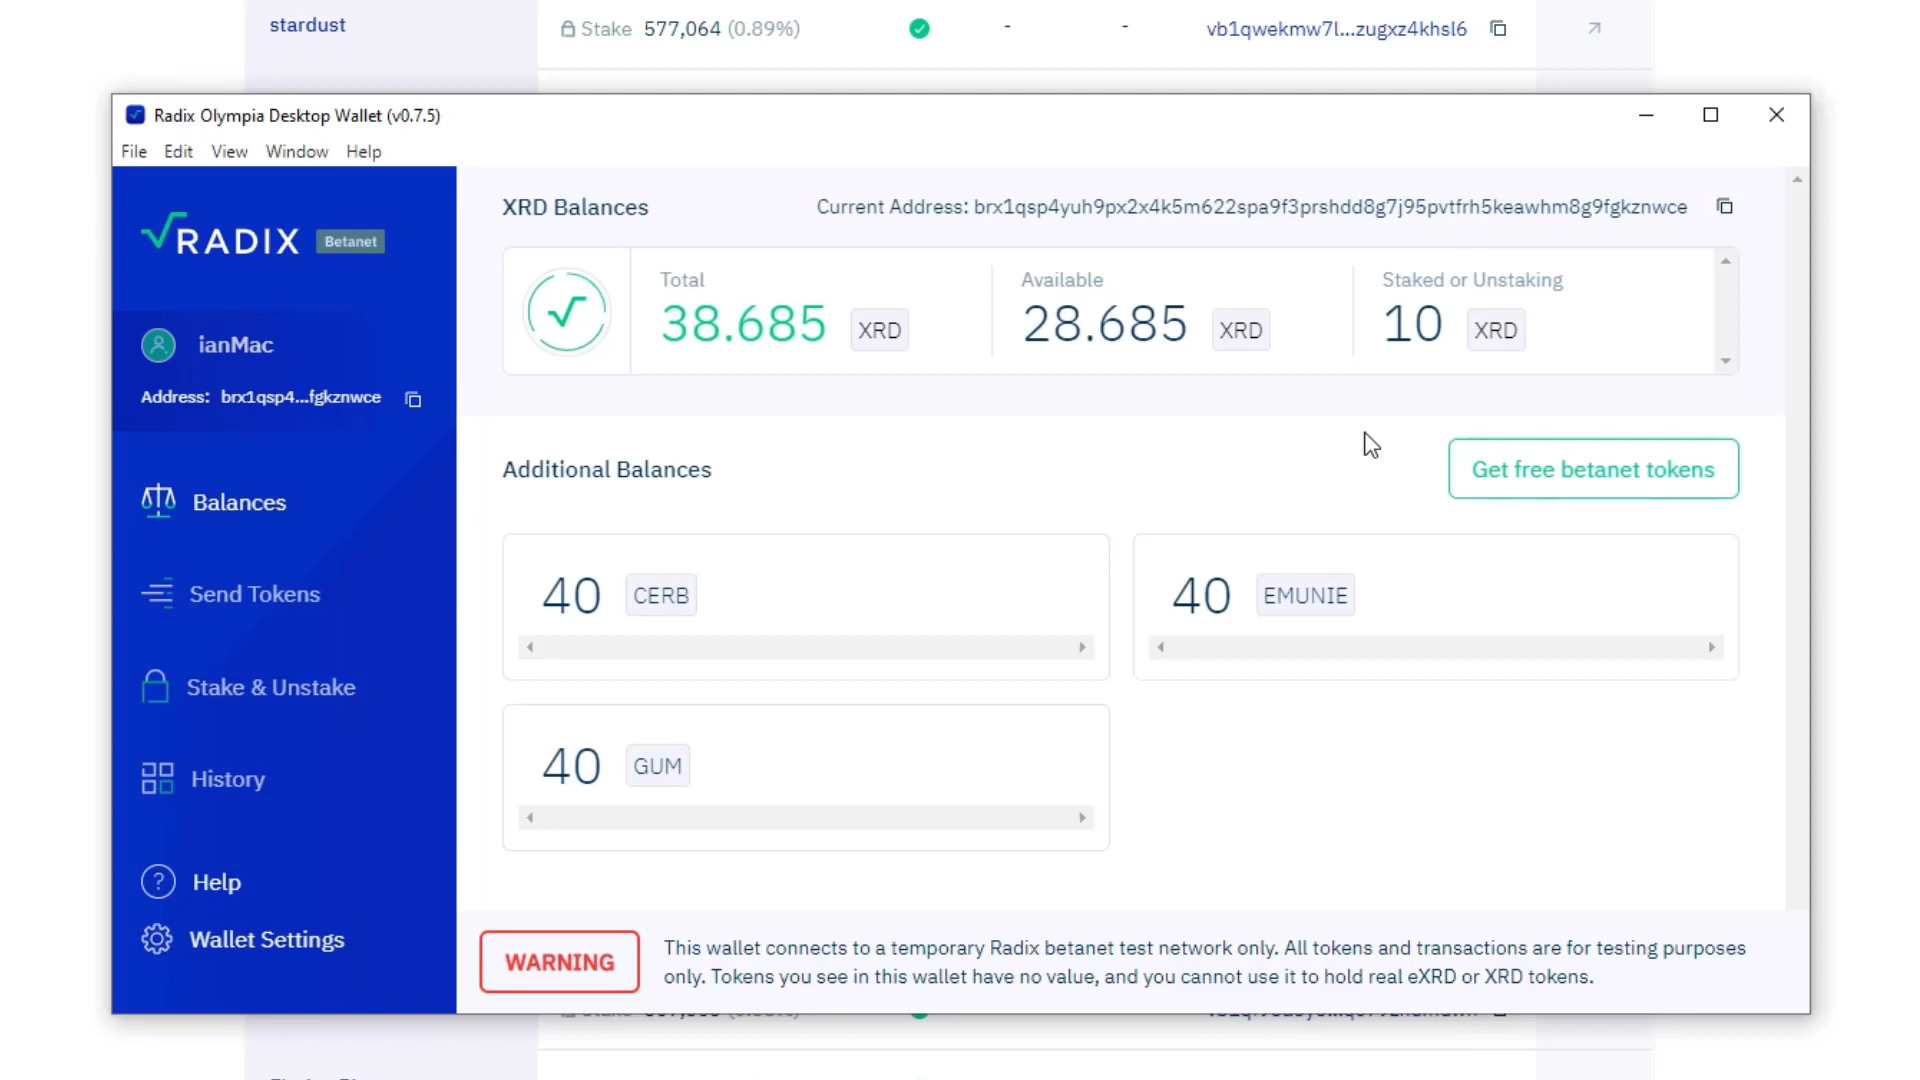 stardust
Stake 577,064 (0.89%) - - vb1qwekmw7l...zugxz4khsl6
Radix Olympia Desktop Wallet (v0.7.5)
File Edit View Window Help
RADIX Betanet
ianMac
Address: brx1qsp4...fgkznwce
Balances
Send Tokens
Stake & Unstake
History
Help
Wallet Settings
XRD Balances
Current Address: brx1qsp4yuh9px2x4k5m622spa9f3prshdd8g7j95pvtfrh5keawhm8g9fgkznwce
Total
38.685 XRD
Available
28.685 XRD
Staked or Unstaking
10 XRD
Additional Balances
Get free betanet tokens
40 CERB
40 EMUNIE
40 GUM
WARNING
This wallet connects to a temporary Radix betanet test network only. All tokens and transactions are for testing purposes
only. Tokens you see in this wallet have no value, and you cannot use it to hold real eXRD or XRD tokens.